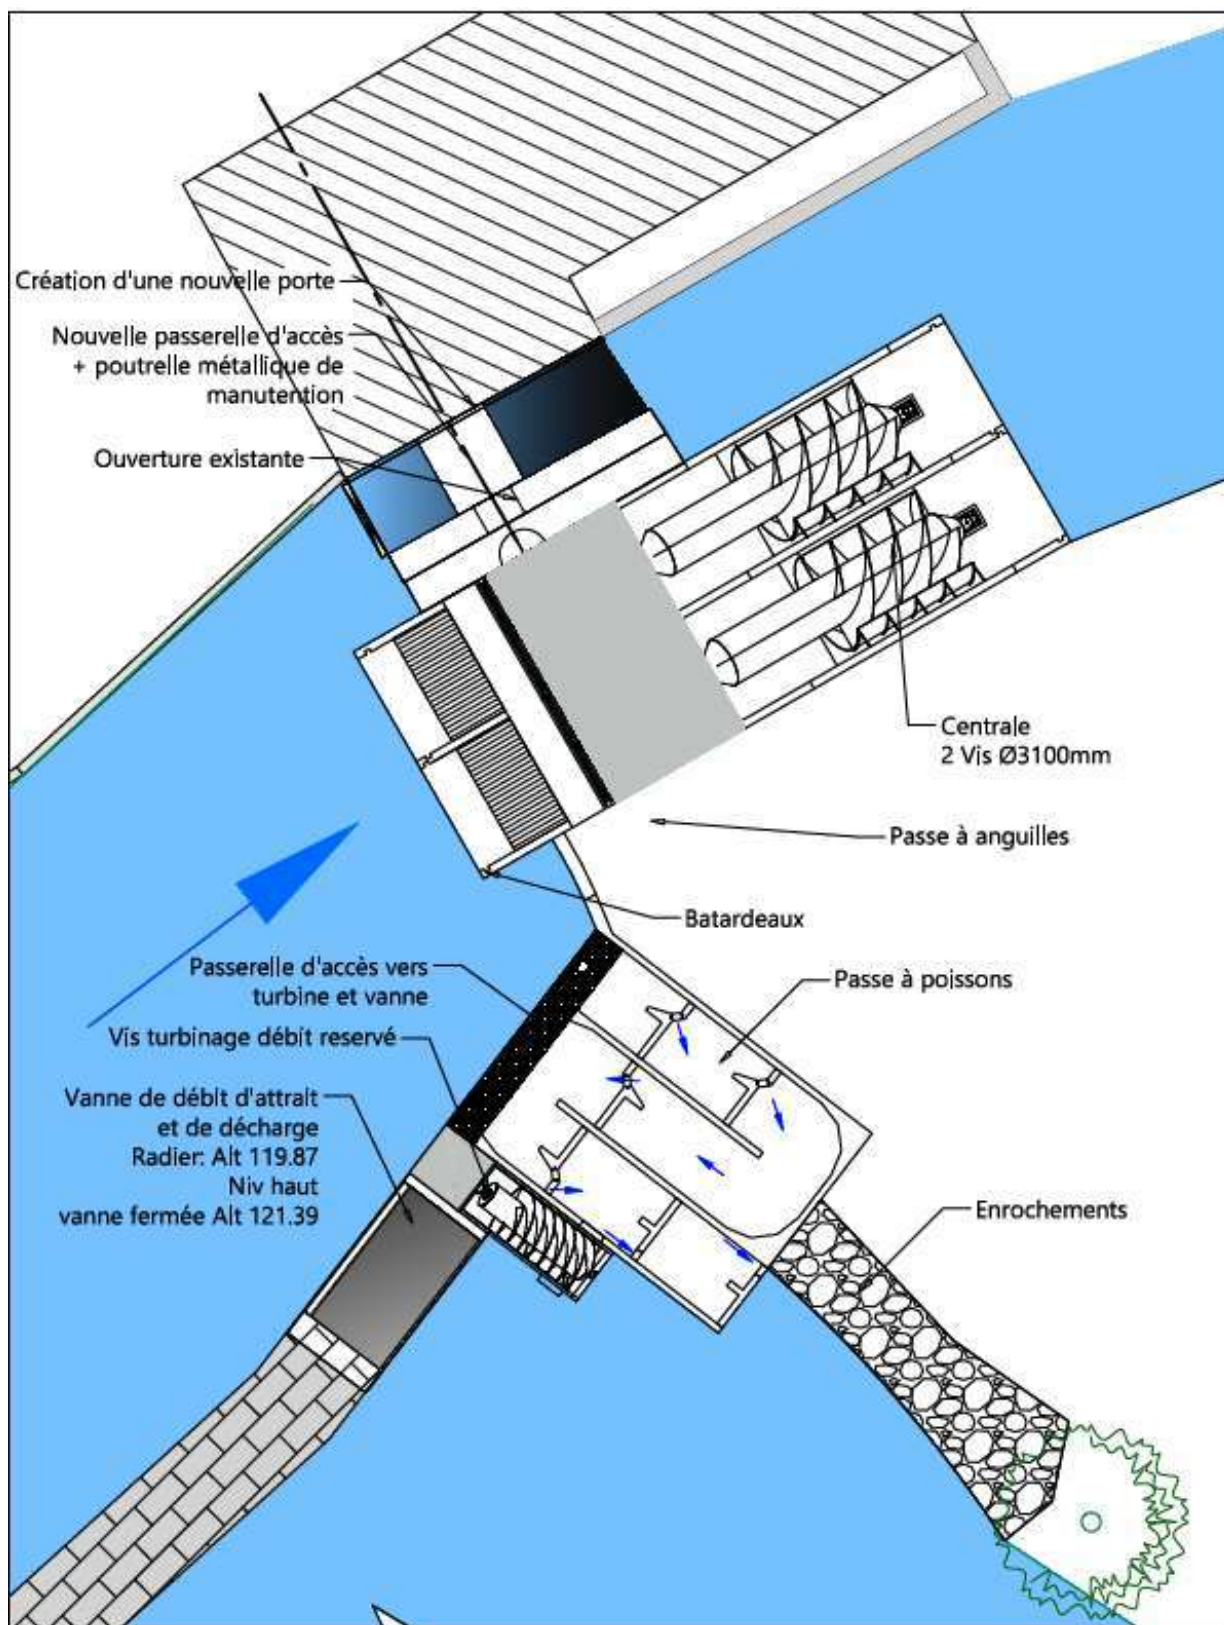 Création d'une nouvelle porte
Nouvelle passerelle d'accès
+ poutrelle métallique de
manutention
Ouverture existante
Centrale
2 Vis Ø3100mm
Passe à anguilles
Batardeaux
Passerelle d'accès vers
turbine et vanne
Passe à poissons
Vis turbinage débit reservé
Vanne de débit d'attrait
et de décharge
Radier: Alt 119.87
Niv haut
vanne fermée Alt 121.39
Enrochements